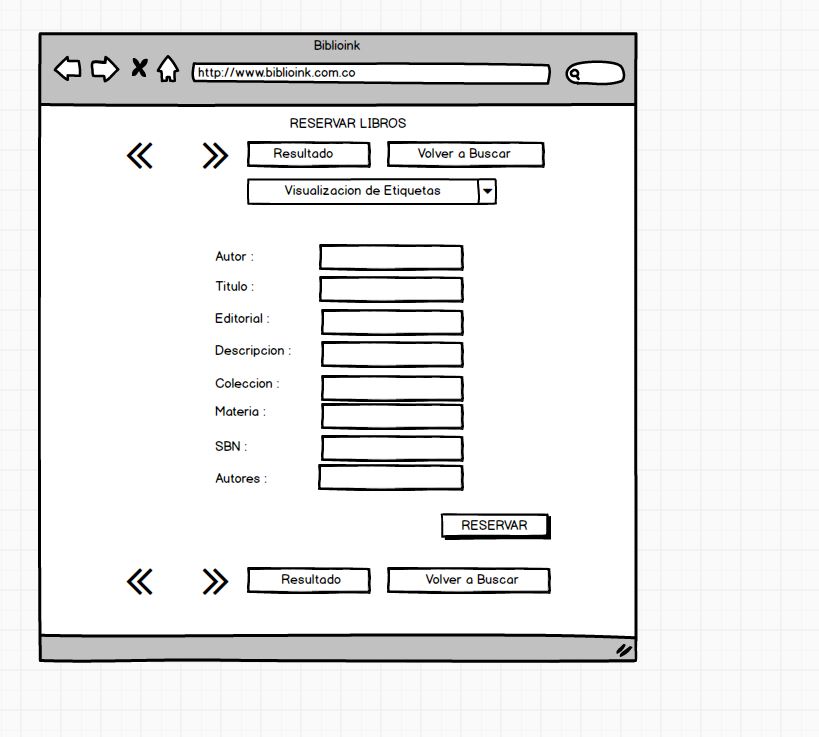 Biblioink
http://www.biblioink.com.co
RESERVAR LIBROS
Resultado
Volver a Buscar
Visualizacion de Etiquetas
Autor :
Titulo :
Editorial :
Descripcion :
Coleccion :
Materia :
SBN :
Autores :
RESERVAR
Resultado
Volver a Buscar